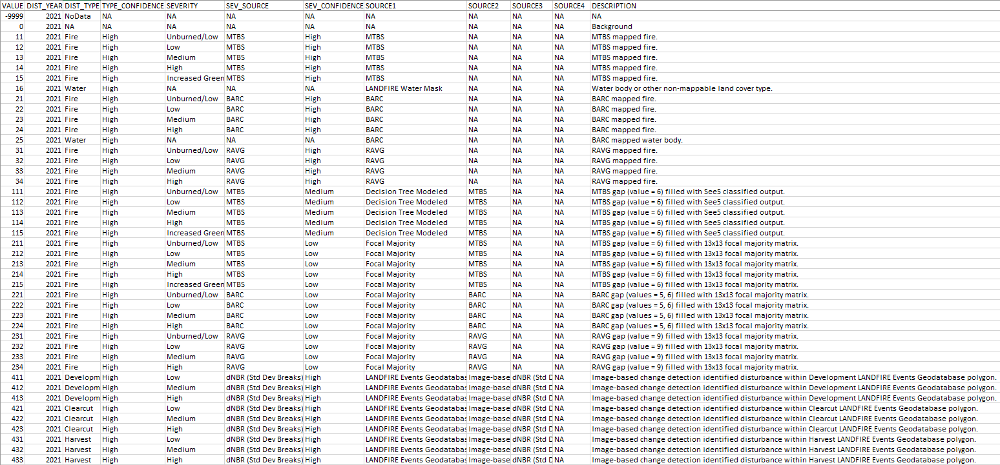 VALUE DIST_YEAR DIST_TYPE TYPE_CONFIDENCE SEVERITY SEV_SOURCE SEV_CONFIDENCE SOURCE1 SOURCE2 SOURCE3 SOURCE4 DESCRIPTION
-9999 2021 NoData NA NA NA NA NA NA NA NA NA
0 2021 NA NA NA NA NA NA NA NA NA Background
11 2021 Fire High Unburned/Low MTBS High MTBS NA NA NA MTBS mapped fire.
12 2021 Fire High Low MTBS High MTBS NA NA NA MTBS mapped fire.
13 2021 Fire High Medium MTBS High MTBS NA NA NA MTBS mapped fire.
14 2021 Fire High High MTBS High MTBS NA NA NA MTBS mapped fire.
15 2021 Fire High Increased Green MTBS High MTBS NA NA NA MTBS mapped fire.
16 2021 Water High NA NA NA LANDFIRE Water Mask NA NA NA Water body or other non-mappable land cover type.
21 2021 Fire High Unburned/Low BARC High BARC NA NA NA BARC mapped fire.
22 2021 Fire High Low BARC High BARC NA NA NA BARC mapped fire.
23 2021 Fire High Medium BARC High BARC NA NA NA BARC mapped fire.
24 2021 Fire High High BARC High BARC NA NA NA BARC mapped fire.
25 2021 Water High NA NA NA BARC NA NA NA BARC mapped water body.
31 2021 Fire High Unburned/Low RAVG High RAVG NA NA NA RAVG mapped fire.
32 2021 Fire High Low RAVG High RAVG NA NA NA RAVG mapped fire.
33 2021 Fire High Medium RAVG High RAVG NA NA NA RAVG mapped fire.
34 2021 Fire High High RAVG High RAVG NA NA NA RAVG mapped fire.
111 2021 Fire High Unburned/Low MTBS Medium Decision Tree Modeled MTBS NA NA MTBS gap (value = 6) filled with See5 classified output.
112 2021 Fire High Low MTBS Medium Decision Tree Modeled MTBS NA NA MTBS gap (value = 6) filled with See5 classified output.
113 2021 Fire High Medium MTBS Medium Decision Tree Modeled MTBS NA NA MTBS gap (value = 6) filled with See5 classified output.
114 2021 Fire High High MTBS Medium Decision Tree Modeled MTBS NA NA MTBS gap (value = 6) filled with See5 classified output.
115 2021 Fire High Increased Green MTBS Medium Decision Tree Modeled MTBS NA NA MTBS gap (value = 6) filled with See5 classified output.
211 2021 Fire High Unburned/Low MTBS Low Focal Majority MTBS NA NA MTBS gap (value = 6) filled with 13x13 focal majority matrix.
212 2021 Fire High Low MTBS Low Focal Majority MTBS NA NA MTBS gap (value = 6) filled with 13x13 focal majority matrix.
213 2021 Fire High Medium MTBS Low Focal Majority MTBS NA NA MTBS gap (value = 6) filled with 13x13 focal majority matrix.
214 2021 Fire High High MTBS Low Focal Majority MTBS NA NA MTBS gap (value = 6) filled with 13x13 focal majority matrix.
215 2021 Fire High Increased Green MTBS Low Focal Majority MTBS NA NA MTBS gap (value = 6) filled with 13x13 focal majority matrix.
221 2021 Fire High Unburned/Low BARC Low Focal Majority BARC NA NA BARC gap (values = 5, 6) filled with 13x13 focal majority matrix.
222 2021 Fire High Low BARC Low Focal Majority BARC NA NA BARC gap (values = 5, 6) filled with 13x13 focal majority matrix.
223 2021 Fire High Medium BARC Low Focal Majority BARC NA NA BARC gap (values = 5, 6) filled with 13x13 focal majority matrix.
224 2021 Fire High High BARC Low Focal Majority BARC NA NA BARC gap (values = 5, 6) filled with 13x13 focal majority matrix.
231 2021 Fire High Unburned/Low RAVG Low Focal Majority RAVG NA NA RAVG gap (value = 9) filled with 13x13 focal majority matrix.
232 2021 Fire High Low RAVG Low Focal Majority RAVG NA NA RAVG gap (value = 9) filled with 13x13 focal majority matrix.
233 2021 Fire High Medium RAVG Low Focal Majority RAVG NA NA RAVG gap (value = 9) filled with 13x13 focal majority matrix.
234 2021 Fire High High RAVG Low Focal Majority RAVG NA NA RAVG gap (value = 9) filled with 13x13 focal majority matrix.
411 2021 Developm High Low dNBR (Std Dev Breaks) High LANDFIRE Events Geodatabas Image-base dNBR (Std D NA Image-based change detection identified disturbance within Development LANDFIRE Events Geodatabase polygon.
412 2021 Developm High Medium dNBR (Std Dev Breaks) High LANDFIRE Events Geodatabas Image-base dNBR (Std D NA Image-based change detection identified disturbance within Development LANDFIRE Events Geodatabase polygon.
413 2021 Developm High High dNBR (Std Dev Breaks) High LANDFIRE Events Geodatabas Image-base dNBR (Std D NA Image-based change detection identified disturbance within Development LANDFIRE Events Geodatabase polygon.
421 2021 Clearcut High Low dNBR (Std Dev Breaks) High LANDFIRE Events Geodatabas Image-base dNBR (Std D NA Image-based change detection identified disturbance within Clearcut LANDFIRE Events Geodatabase polygon.
422 2021 Clearcut High Medium dNBR (Std Dev Breaks) High LANDFIRE Events Geodatabas Image-base dNBR (Std D NA Image-based change detection identified disturbance within Clearcut LANDFIRE Events Geodatabase polygon.
423 2021 Clearcut High High dNBR (Std Dev Breaks) High LANDFIRE Events Geodatabas Image-base dNBR (Std D NA Image-based change detection identified disturbance within Clearcut LANDFIRE Events Geodatabase polygon.
431 2021 Harvest High Low dNBR (Std Dev Breaks) High LANDFIRE Events Geodatabas Image-base dNBR (Std D NA Image-based change detection identified disturbance within Harvest LANDFIRE Events Geodatabase polygon.
432 2021 Harvest High Medium dNBR (Std Dev Breaks) High LANDFIRE Events Geodatabas Image-base dNBR (Std D NA Image-based change detection identified disturbance within Harvest LANDFIRE Events Geodatabase polygon.
433 2021 Harvest High High dNBR (Std Dev Breaks) High LANDFIRE Events Geodatabas Image-base dNBR (Std D NA Image-based change detection identified disturbance within Harvest LANDFIRE Events Geodatabase polygon.